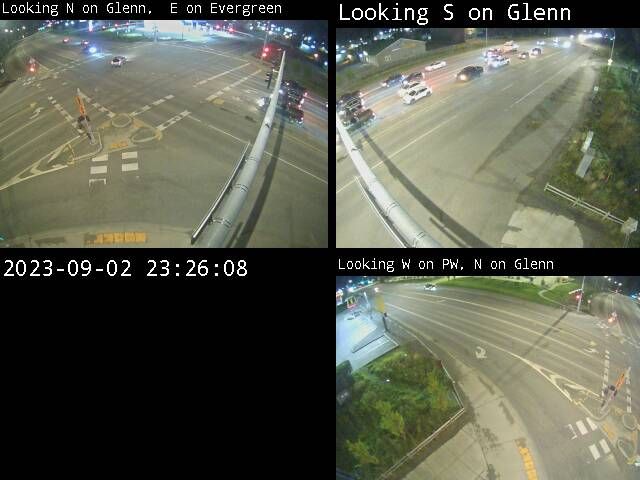 Looking N on Glenn,  E on Evergreen
Looking S on Glenn
2023-09-02 23:26:08
Looking W on PW, N on Glenn